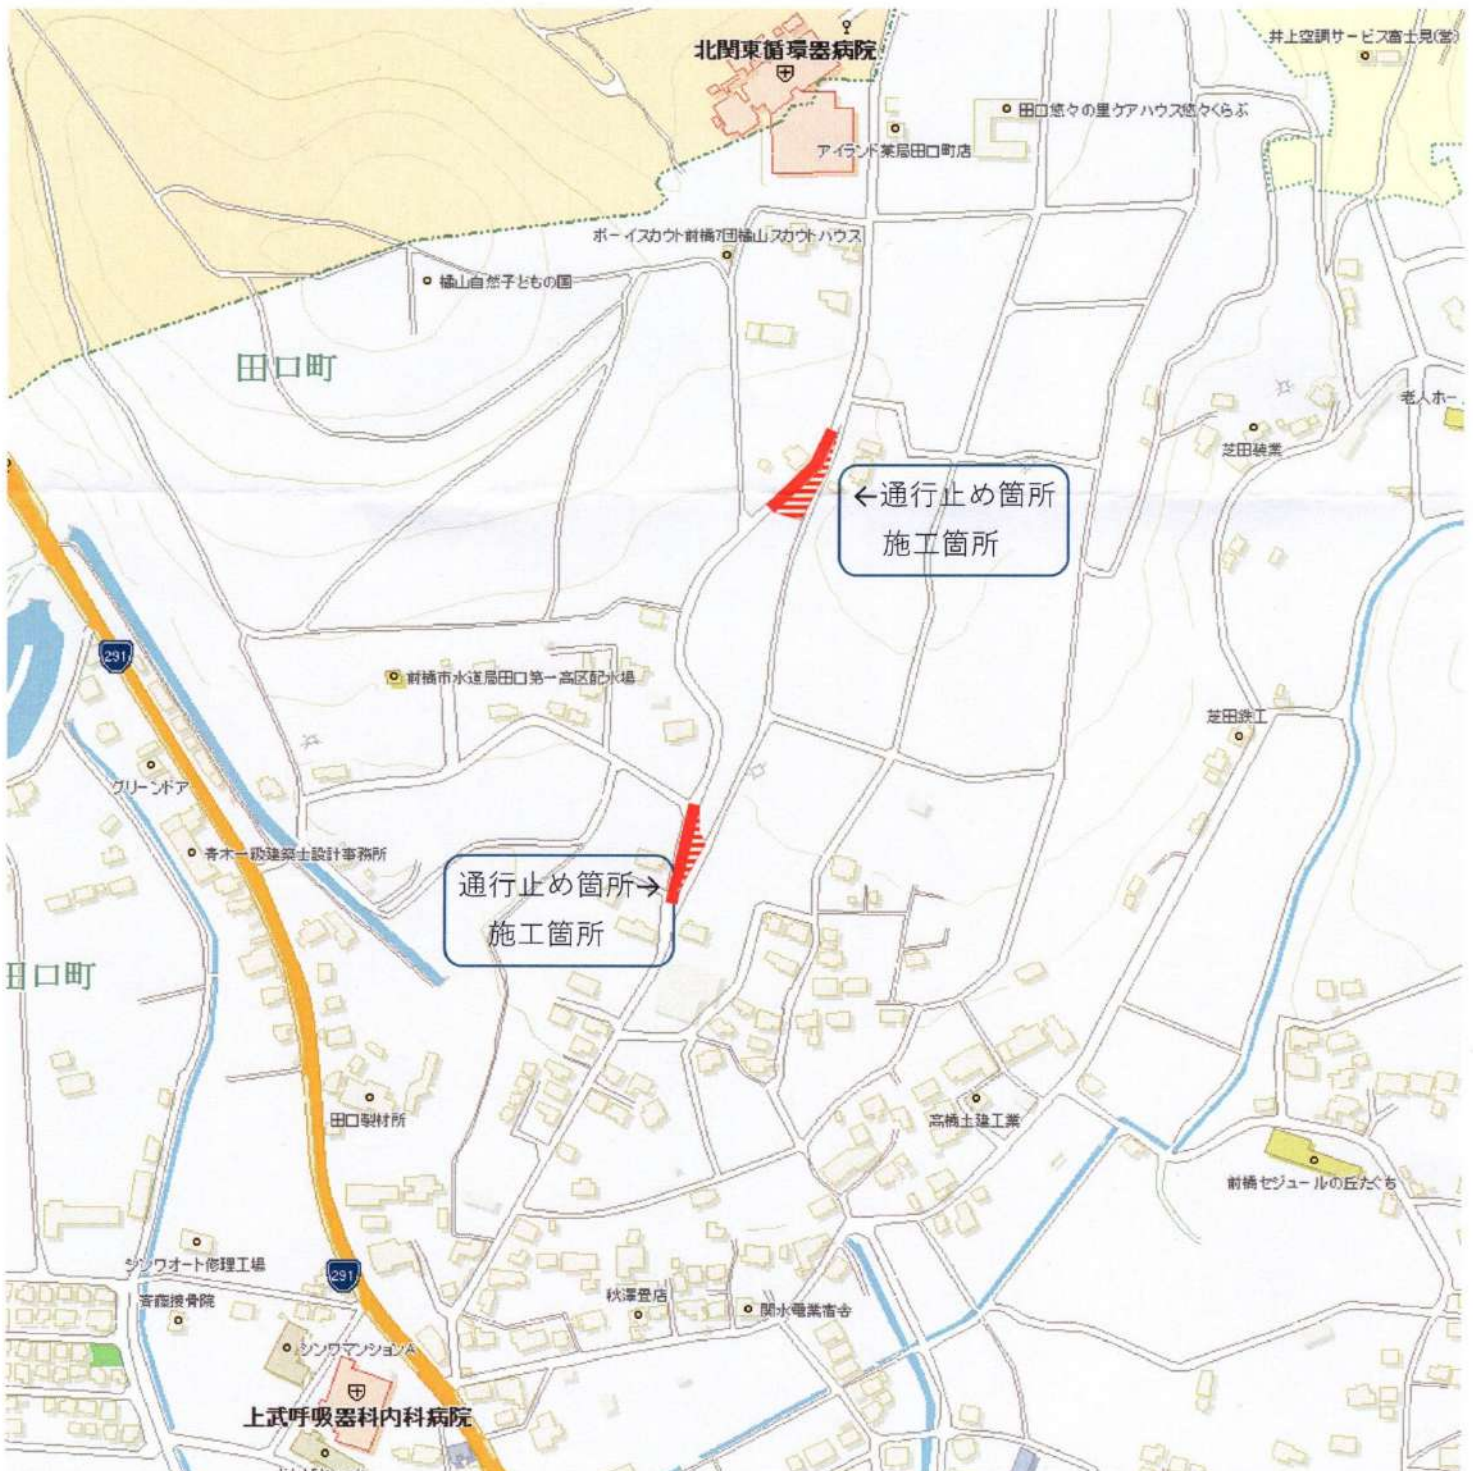 北関東循環器病院
井上空調サービス富士見(営)
田口悠々の里ケアハウス悠々くらぶ
アイランド薬局田口町店
ボーイスカウト前橋7団橘山スカウトハウス
橘山自然子どもの国
田口町
老人ホー
芝田装業
←通行止め箇所
施工箇所
291
前橋市水道局田口第一高区配水場
芝田鉄工
グリーンドア
青木一級建築士設計事務所
通行止め箇所→
施工箇所
田口町
田口製材所
高橋土建工業
前橋セジュールの丘たぐち
シンワオート修理工場
291
斉藤接骨院
秋澤畳店
関水電業宿舎
シンワマンションA
上武呼吸器科内科病院